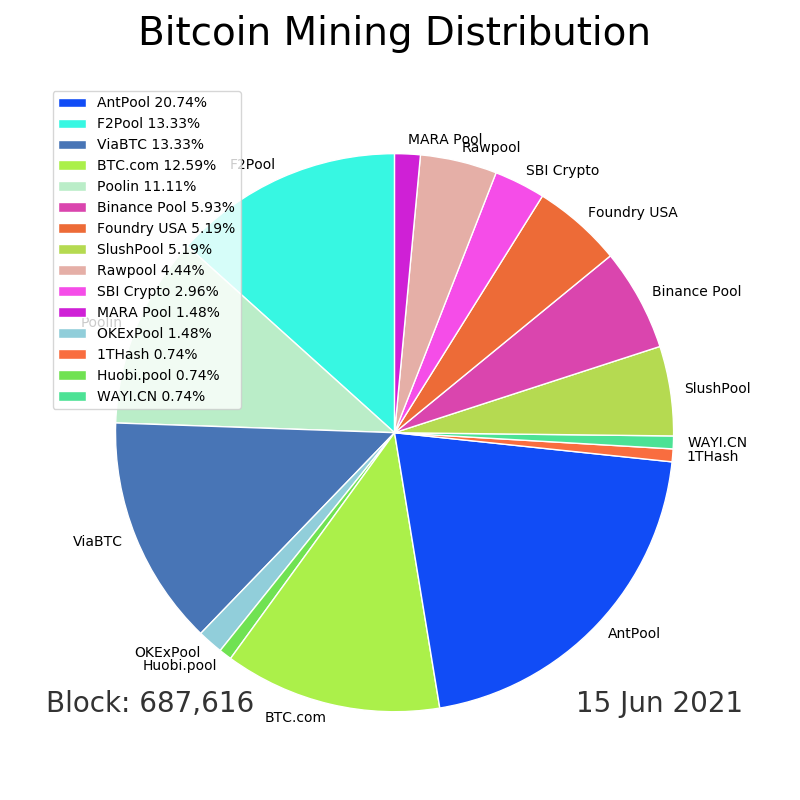 Bitcoin Mining Distribution
AntPool 20.74%
F2Pool 13.33%
ViaBTC 13.33%
BTC.com 12.59%
Poolin 11.11%
Binance Pool 5.93%
Foundry USA 5.19%
SlushPool 5.19%
Rawpool 4.44%
SBI Crypto 2.96%
MARA Pool 1.48%
OKExPool 1.48%
1THash 0.74%
Huobi.pool 0.74%
WAYI.CN 0.74%
MARA Pool
Rawpool
SBI Crypto
Foundry USA
Binance Pool
SlushPool
WAYI.CN
1THash
AntPool
BTC.com
Huobi.pool
OKExPool
ViaBTC
Poolin
F2Pool
Block: 687,616
15 Jun 2021